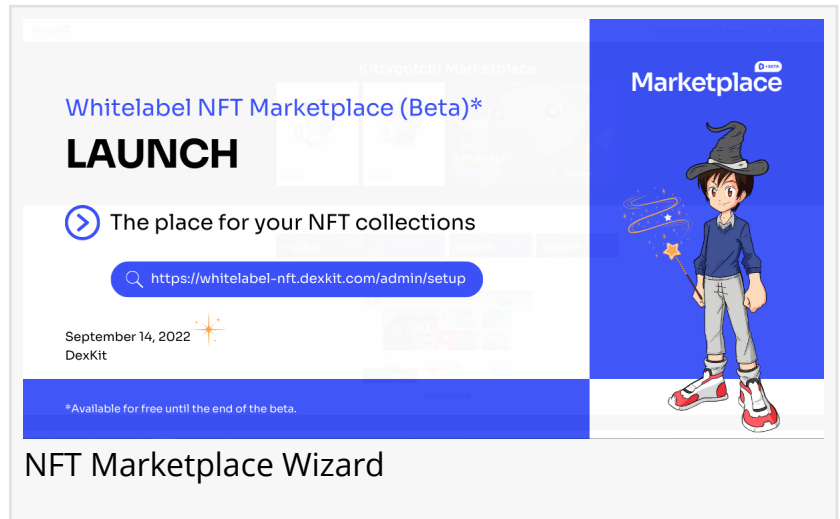 Kittygotchi Marketplace
Whitelabel NFT Marketplace (Beta)*
LAUNCH
The place for your NFT collections
https://whitelabel-nft.dexkit.com/admin/setup
September 14, 2022
DexKit
*Available for free until the end of the beta.
Marketplace
NFT Marketplace Wizard